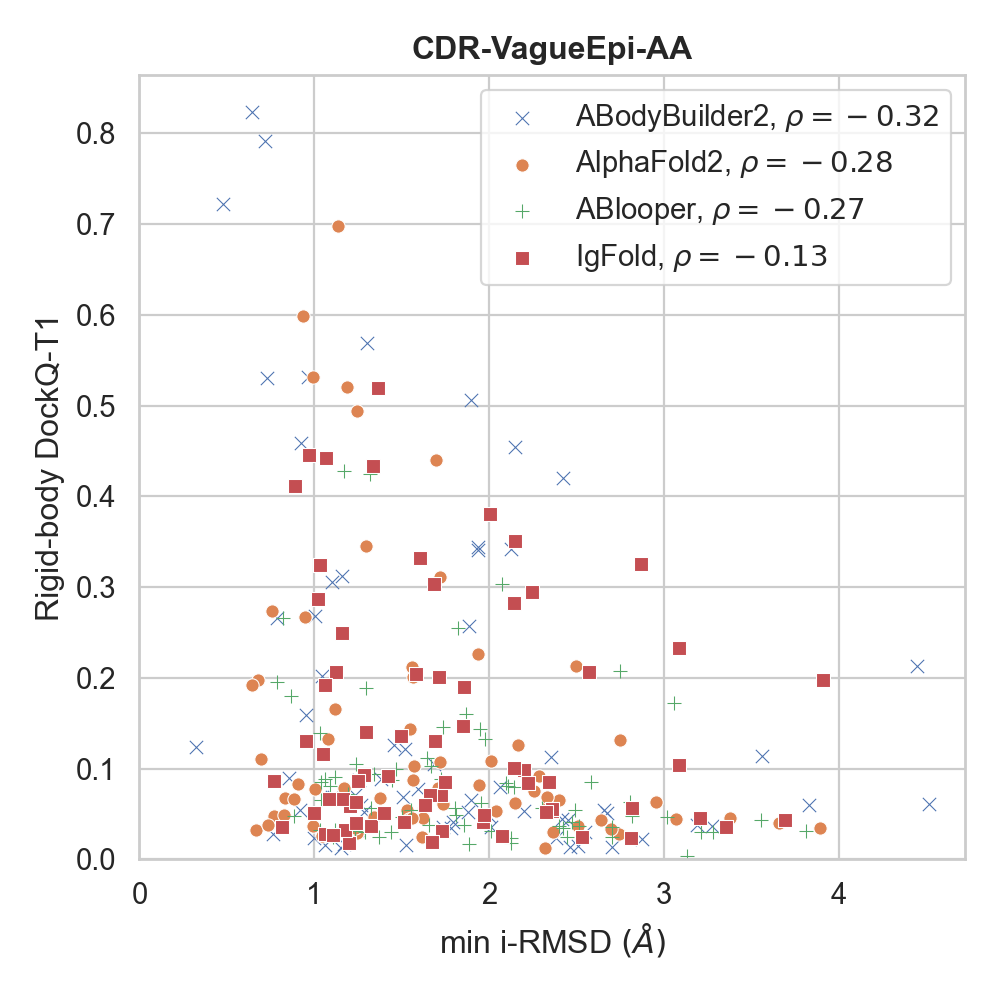 CDR-VagueEpi-AA
ABodyBuilder2, ρ = −0.32
AlphaFold2, ρ = −0.28
ABlooper, ρ = −0.27
IgFold, ρ = −0.13
Rigid-body DockQ-T1
0.8
0.7
0.6
0.5
0.4
0.3
0.2
0.1
0.0
0 1 2 3 4
min i-RMSD (Å)